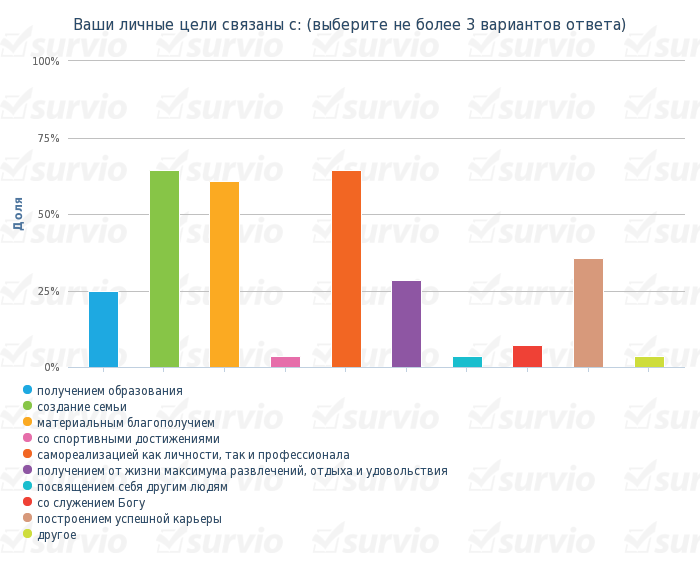 Ваши личные цели связаны с: (выберите не более 3 вариантов ответа)
100%
75%
50%
25%
0%
Доля
получением образования
создание семьи
материальным благополучием
со спортивными достижениями
самореализацией как личности, так и профессионала
получением от жизни максимума развлечений, отдыха и удовольствия
посвящением себя другим людям
со служением Богу
построением успешной карьеры
другое
survio